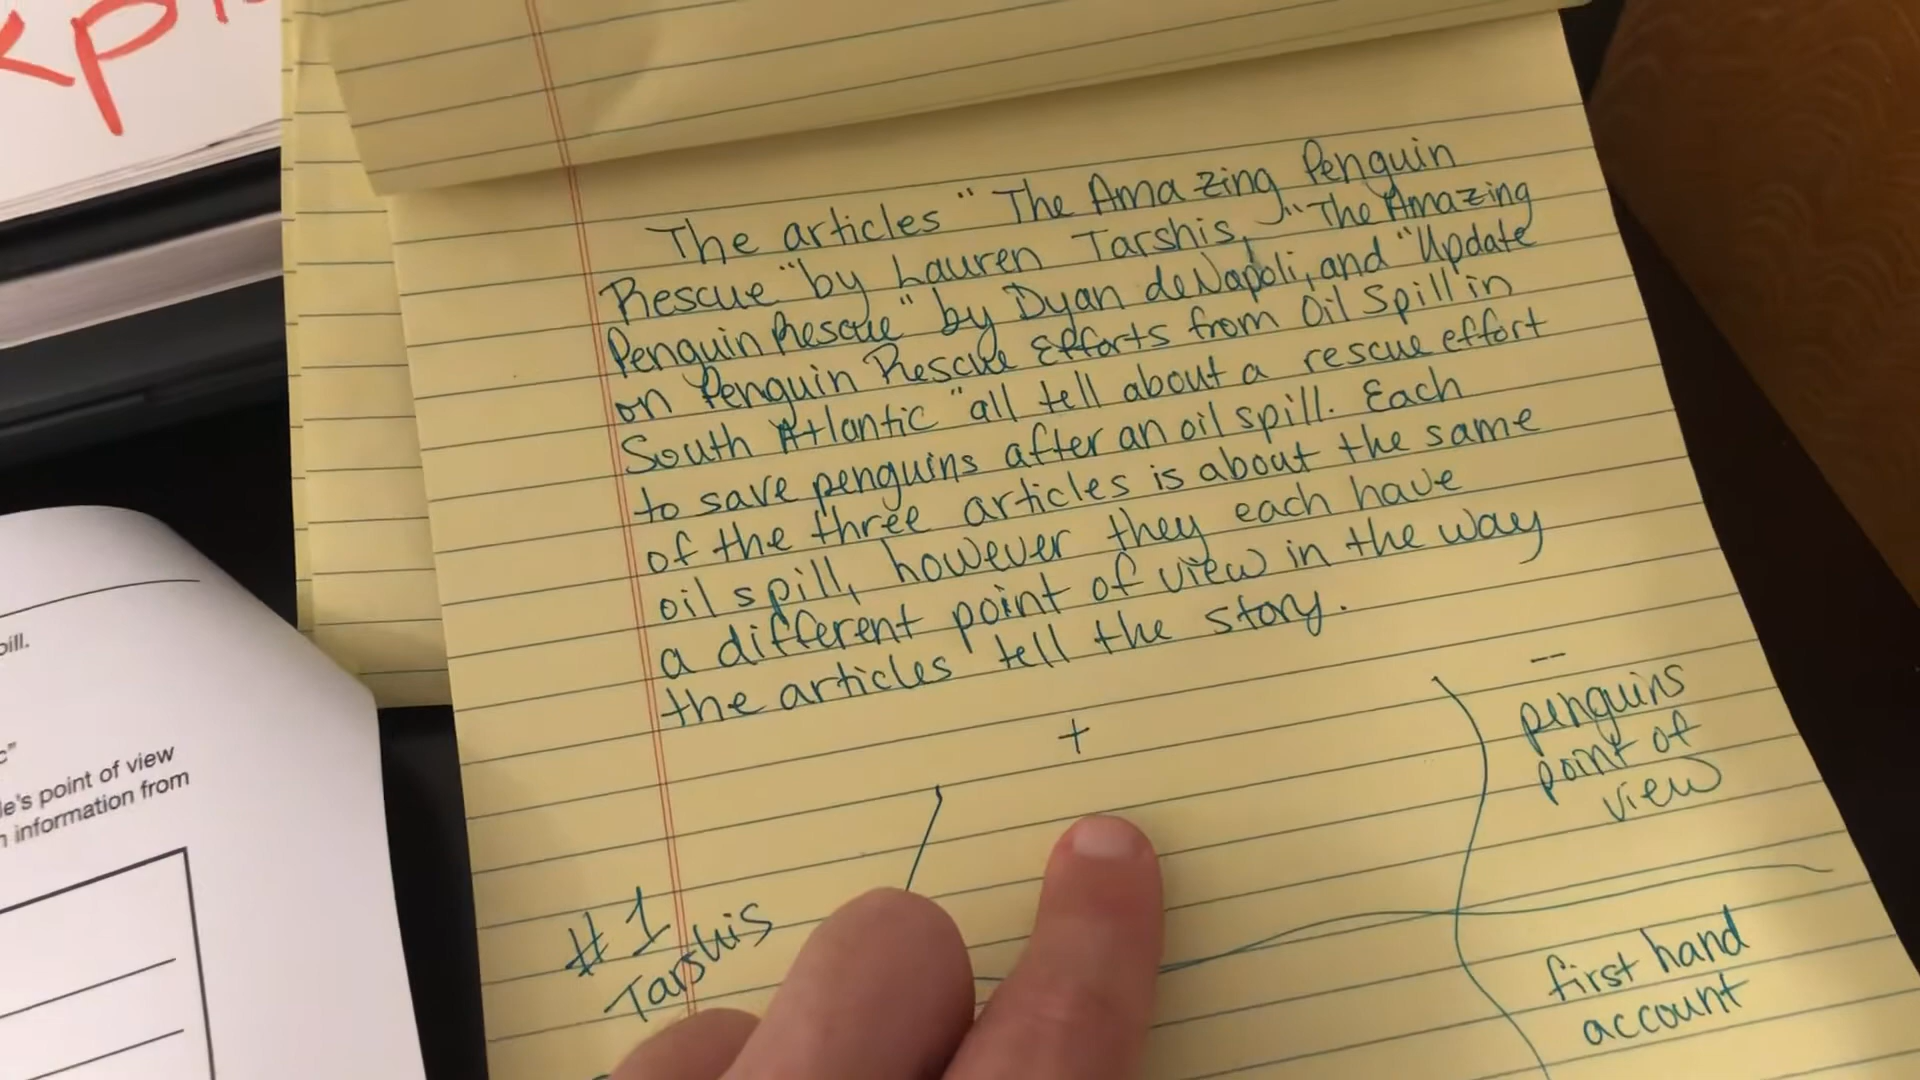 The articles "The Amazing Penguin
Rescue" by Lauren Tarshis, "The Amazing
Penguin Rescue" by Dyan deNapoli, and "Update
on Penguin Rescue Efforts from Oil Spill in
South Atlantic" all tell about a rescue effort
to save penguins after an oil spill. Each
of the three articles is about the same
oil spill, however they each have
a different point of view in the way
the articles tell the story.
+
--
penguins
point of
view
#1
Tarshis
first hand
account
pill.
c"
le's point of view
n information from